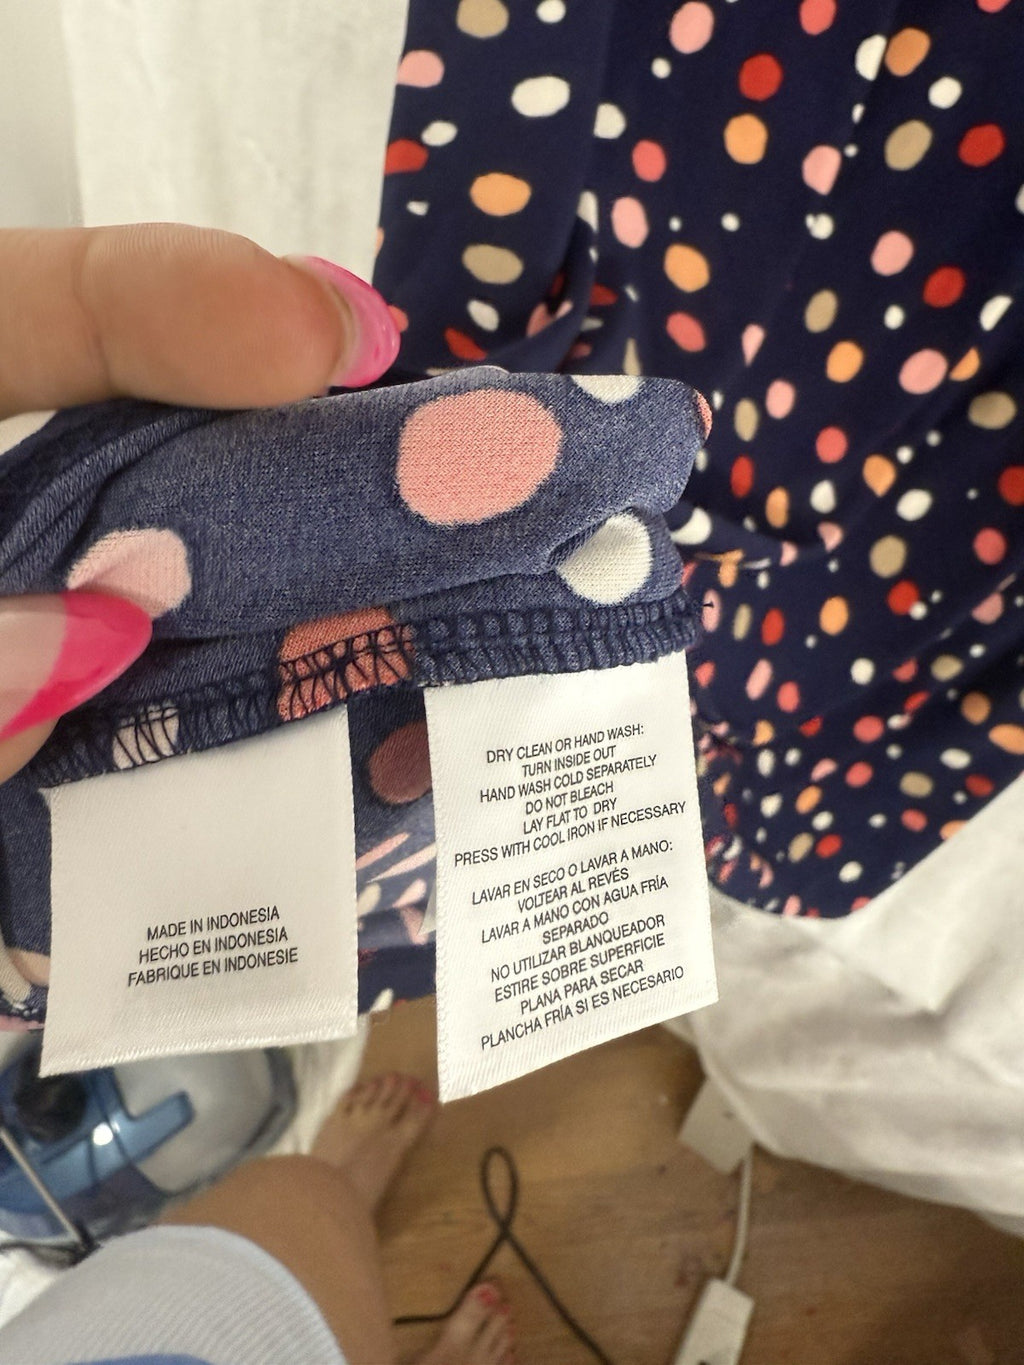 MADE IN INDONESIA
HECHO EN INDONESIA
FABRIQUE EN INDONESIE
DRY CLEAN OR HAND WASH:
TURN INSIDE OUT
HAND WASH COLD SEPARATELY
DO NOT BLEACH
LAY FLAT TO DRY
PRESS WITH COOL IRON IF NECESSARY
LAVAR EN SECO O LAVAR A MANO:
VOLTEAR AL REVÉS
LAVAR A MANO CON AGUA FRÍA
SEPARADO
NO UTILIZAR BLANQUEADOR
ESTIRE SOBRE SUPERFICIE
PLANA PARA SECAR
PLANCHA FRÍA SI ES NECESARIO